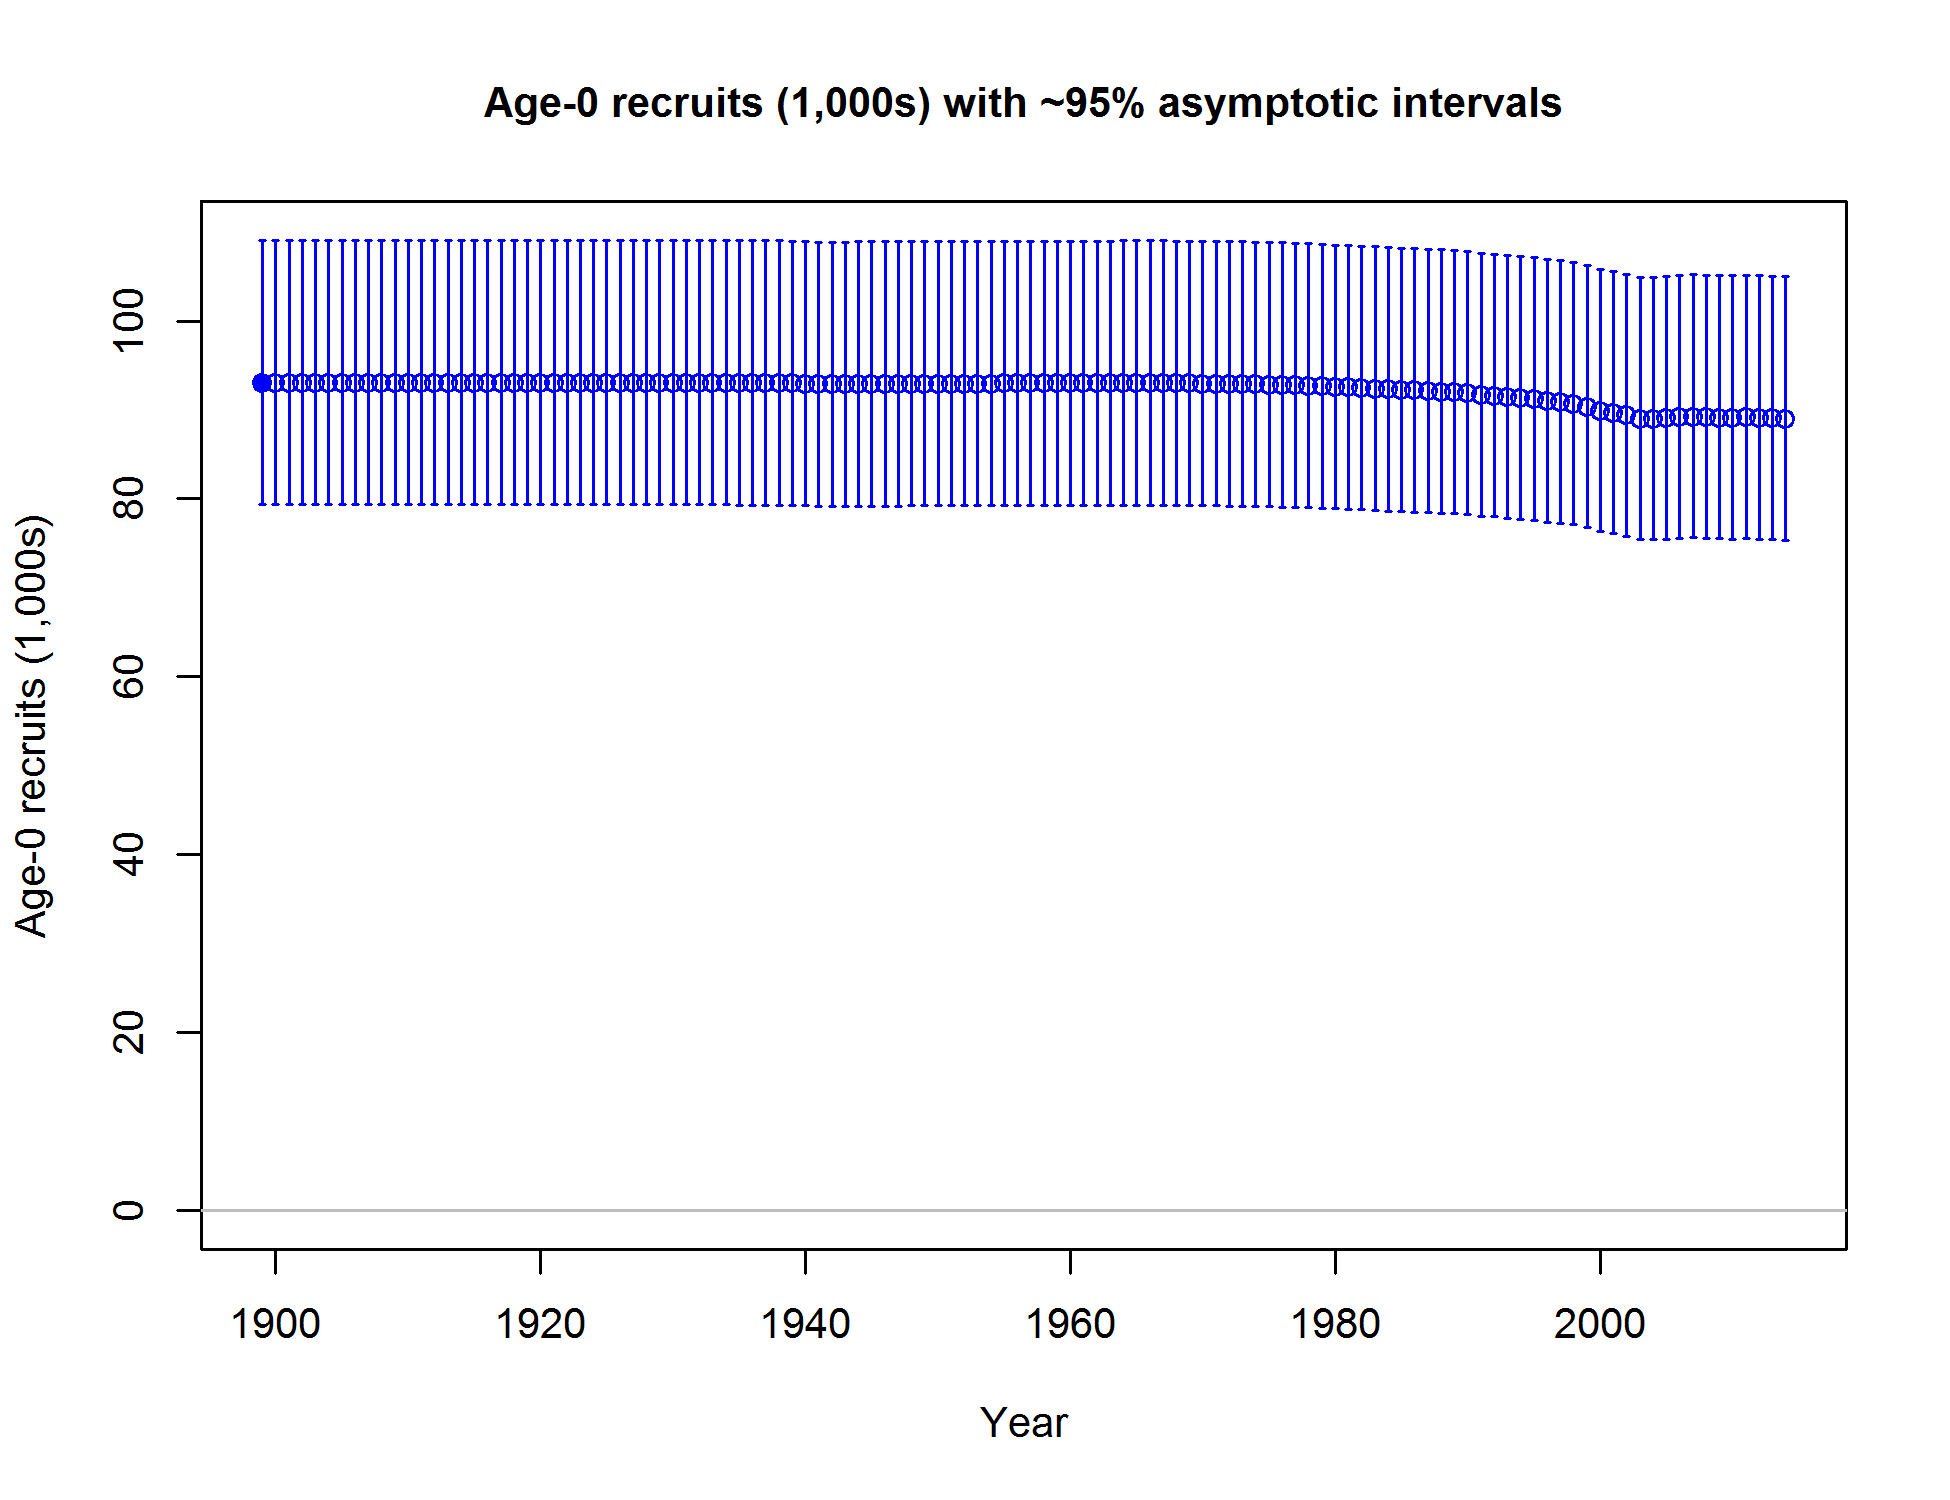 Age-0 recruits (1,000s) with ~95% asymptotic intervals
Age-0 recruits (1,000s)
100
80
60
40
20
0
1900 1920 1940 1960 1980 2000
Year